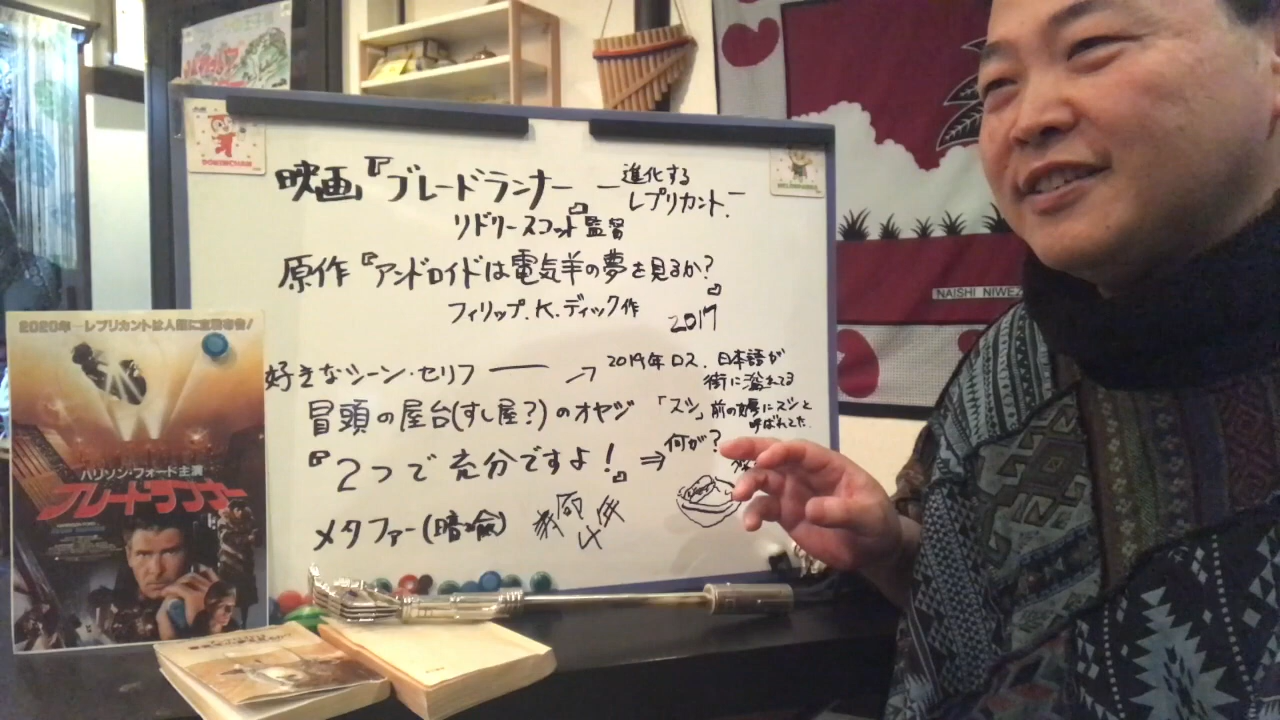 映画『ブレードランナー』 ―進化するレプリカント―
リドリースコット監督
原作『アンドロイドは電気羊の夢を見るか?』
フィリップ.K.ディック作
2017
好きなシーン・セリフ ―
→2019年ロス、日本語が
街に溢れてる
冒頭の屋台(すし屋?)のオヤジ
「スシ」前の妻にスシと
呼ばれてた.
『2つで充分ですよ!』 ⇒ 何が?
メタファー(暗喩)
2020年―レプリカントは人間に宣戦布告!
ハリソン・フォード主演
ブレードランナー
NAISHI NIWEZ